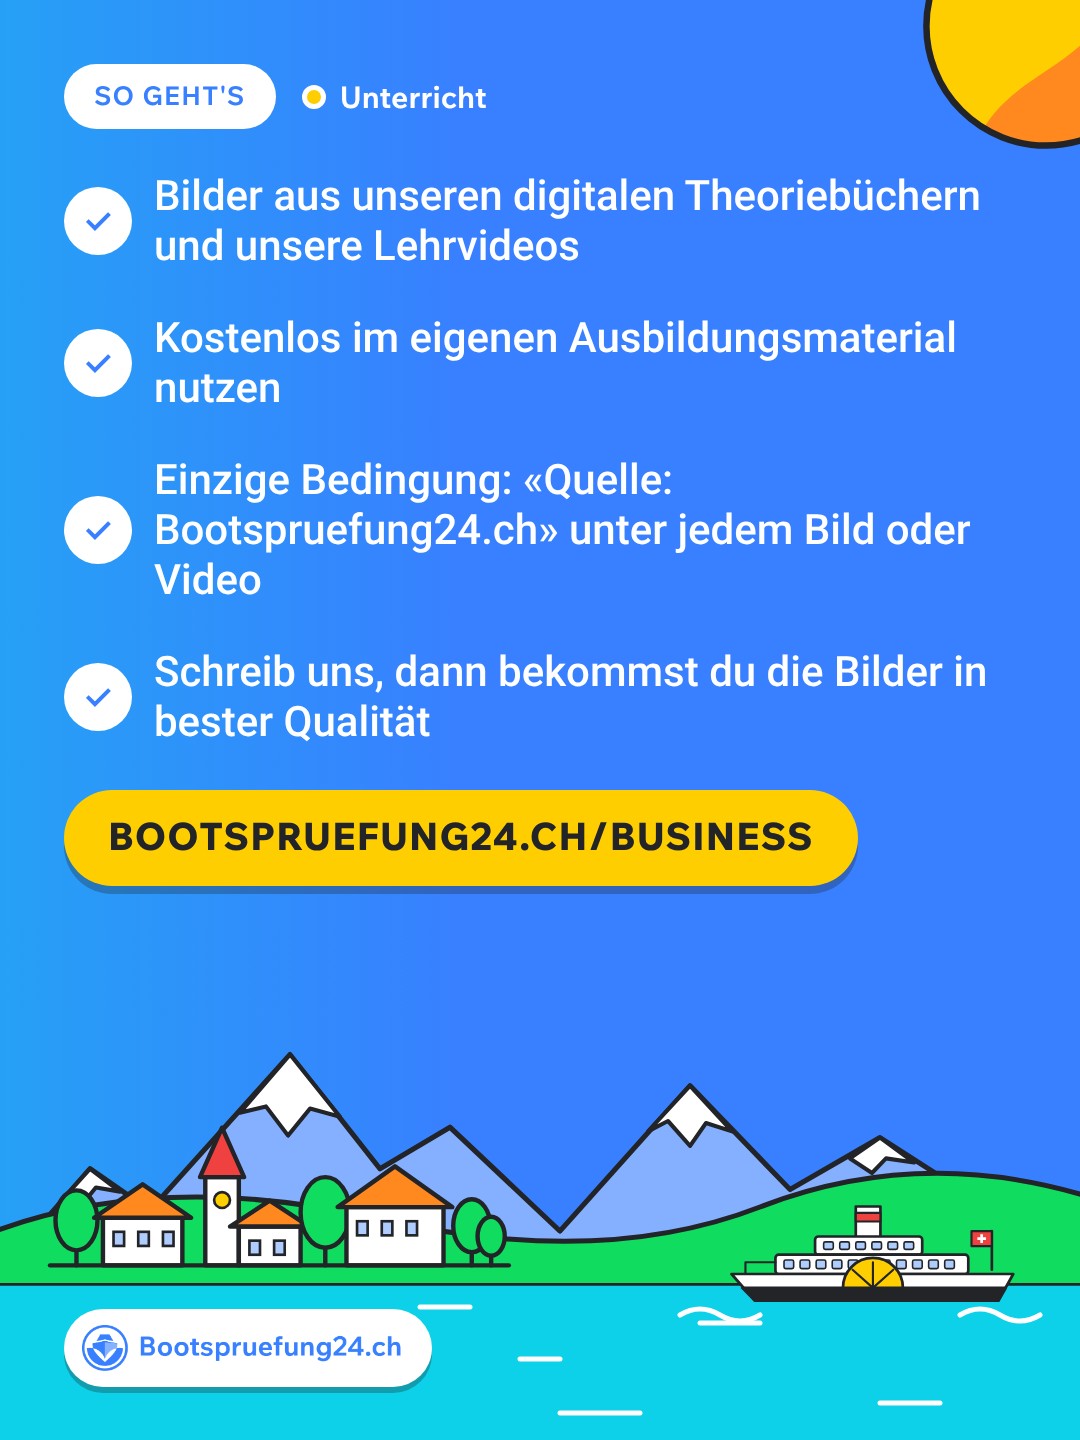 SO GEHT'S
Unterricht
Bilder aus unseren digitalen Theoriebüchern
und unsere Lehrvideos
Kostenlos im eigenen Ausbildungsmaterial
nutzen
Einzige Bedingung: «Quelle:
Bootspruefung24.ch» unter jedem Bild oder
Video
Schreib uns, dann bekommst du die Bilder in
bester Qualität
BOOTSPRUEFUNG24.CH/BUSINESS
Bootspruefung24.ch